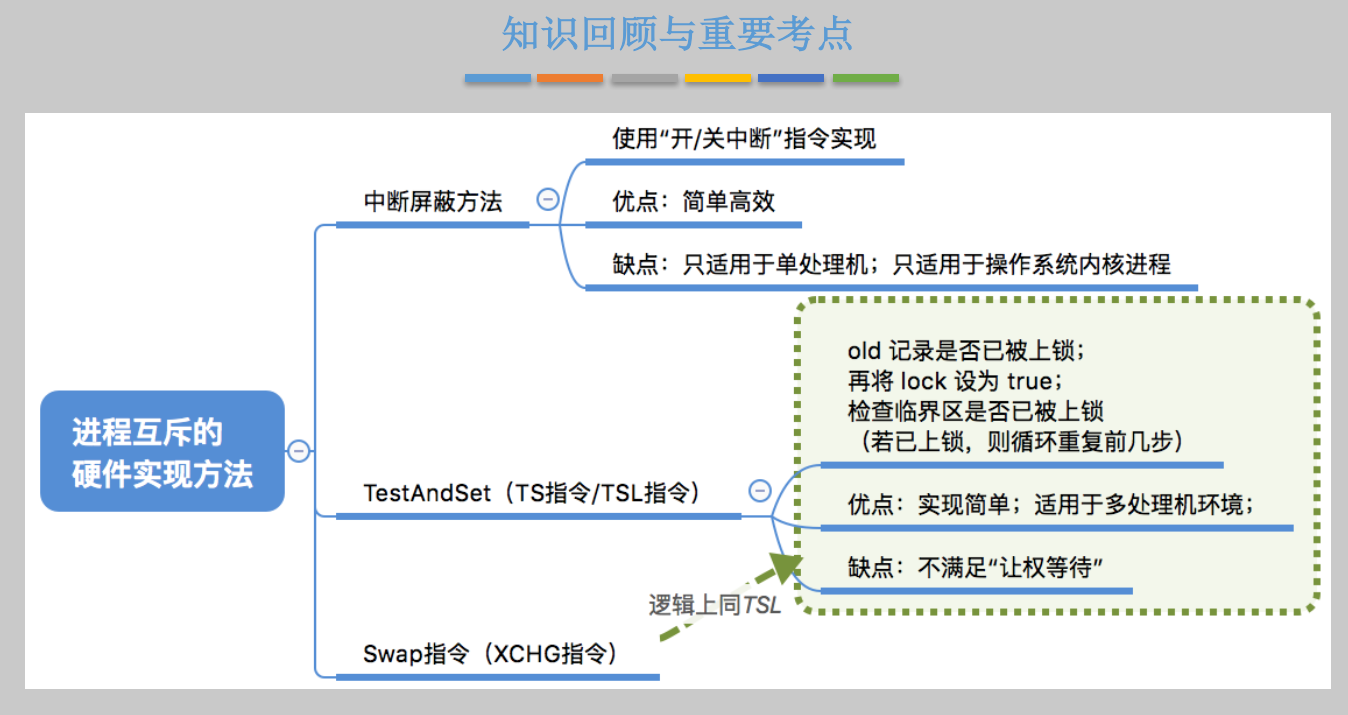 知识回顾与重要考点
进程互斥的
硬件实现方法
中断屏蔽方法
使用“开/关中断”指令实现
优点：简单高效
缺点：只适用于单处理机；只适用于操作系统内核进程
TestAndSet（TS指令/TSL指令）
old 记录是否已被上锁；
再将 lock 设为 true；
检查临界区是否已被上锁
（若已上锁，则循环重复前几步）
优点：实现简单；适用于多处理机环境；
缺点：不满足“让权等待”
逻辑上同TSL
Swap指令（XCHG指令）